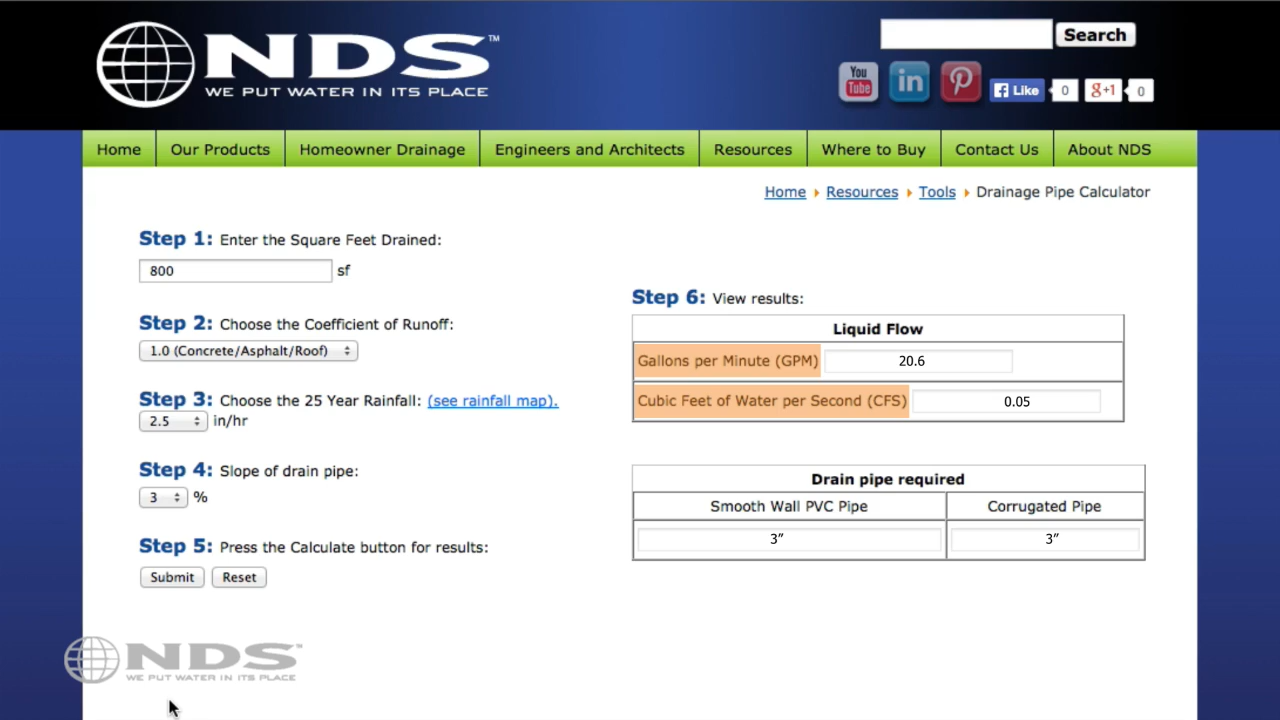 NDS™
WE PUT WATER IN ITS PLACE
Search
You Tube
in
Like 0
g+1 0
Home Our Products Homeowner Drainage Engineers and Architects Resources Where to Buy Contact Us About NDS
Home Resources Tools Drainage Pipe Calculator
Step 1: Enter the Square Feet Drained:
800 sf
Step 2: Choose the Coefficient of Runoff:
1.0 (Concrete/Asphalt/Roof)
Step 3: Choose the 25 Year Rainfall: (see rainfall map).
2.5 in/hr
Step 4: Slope of drain pipe:
3 %
Step 5: Press the Calculate button for results:
Submit Reset
Step 6: View results:
Liquid Flow
Gallons per Minute (GPM) 20.6
Cubic Feet of Water per Second (CFS) 0.05
Drain pipe required
Smooth Wall PVC Pipe Corrugated Pipe
3” 3”
NDS™
WE PUT WATER IN ITS PLACE